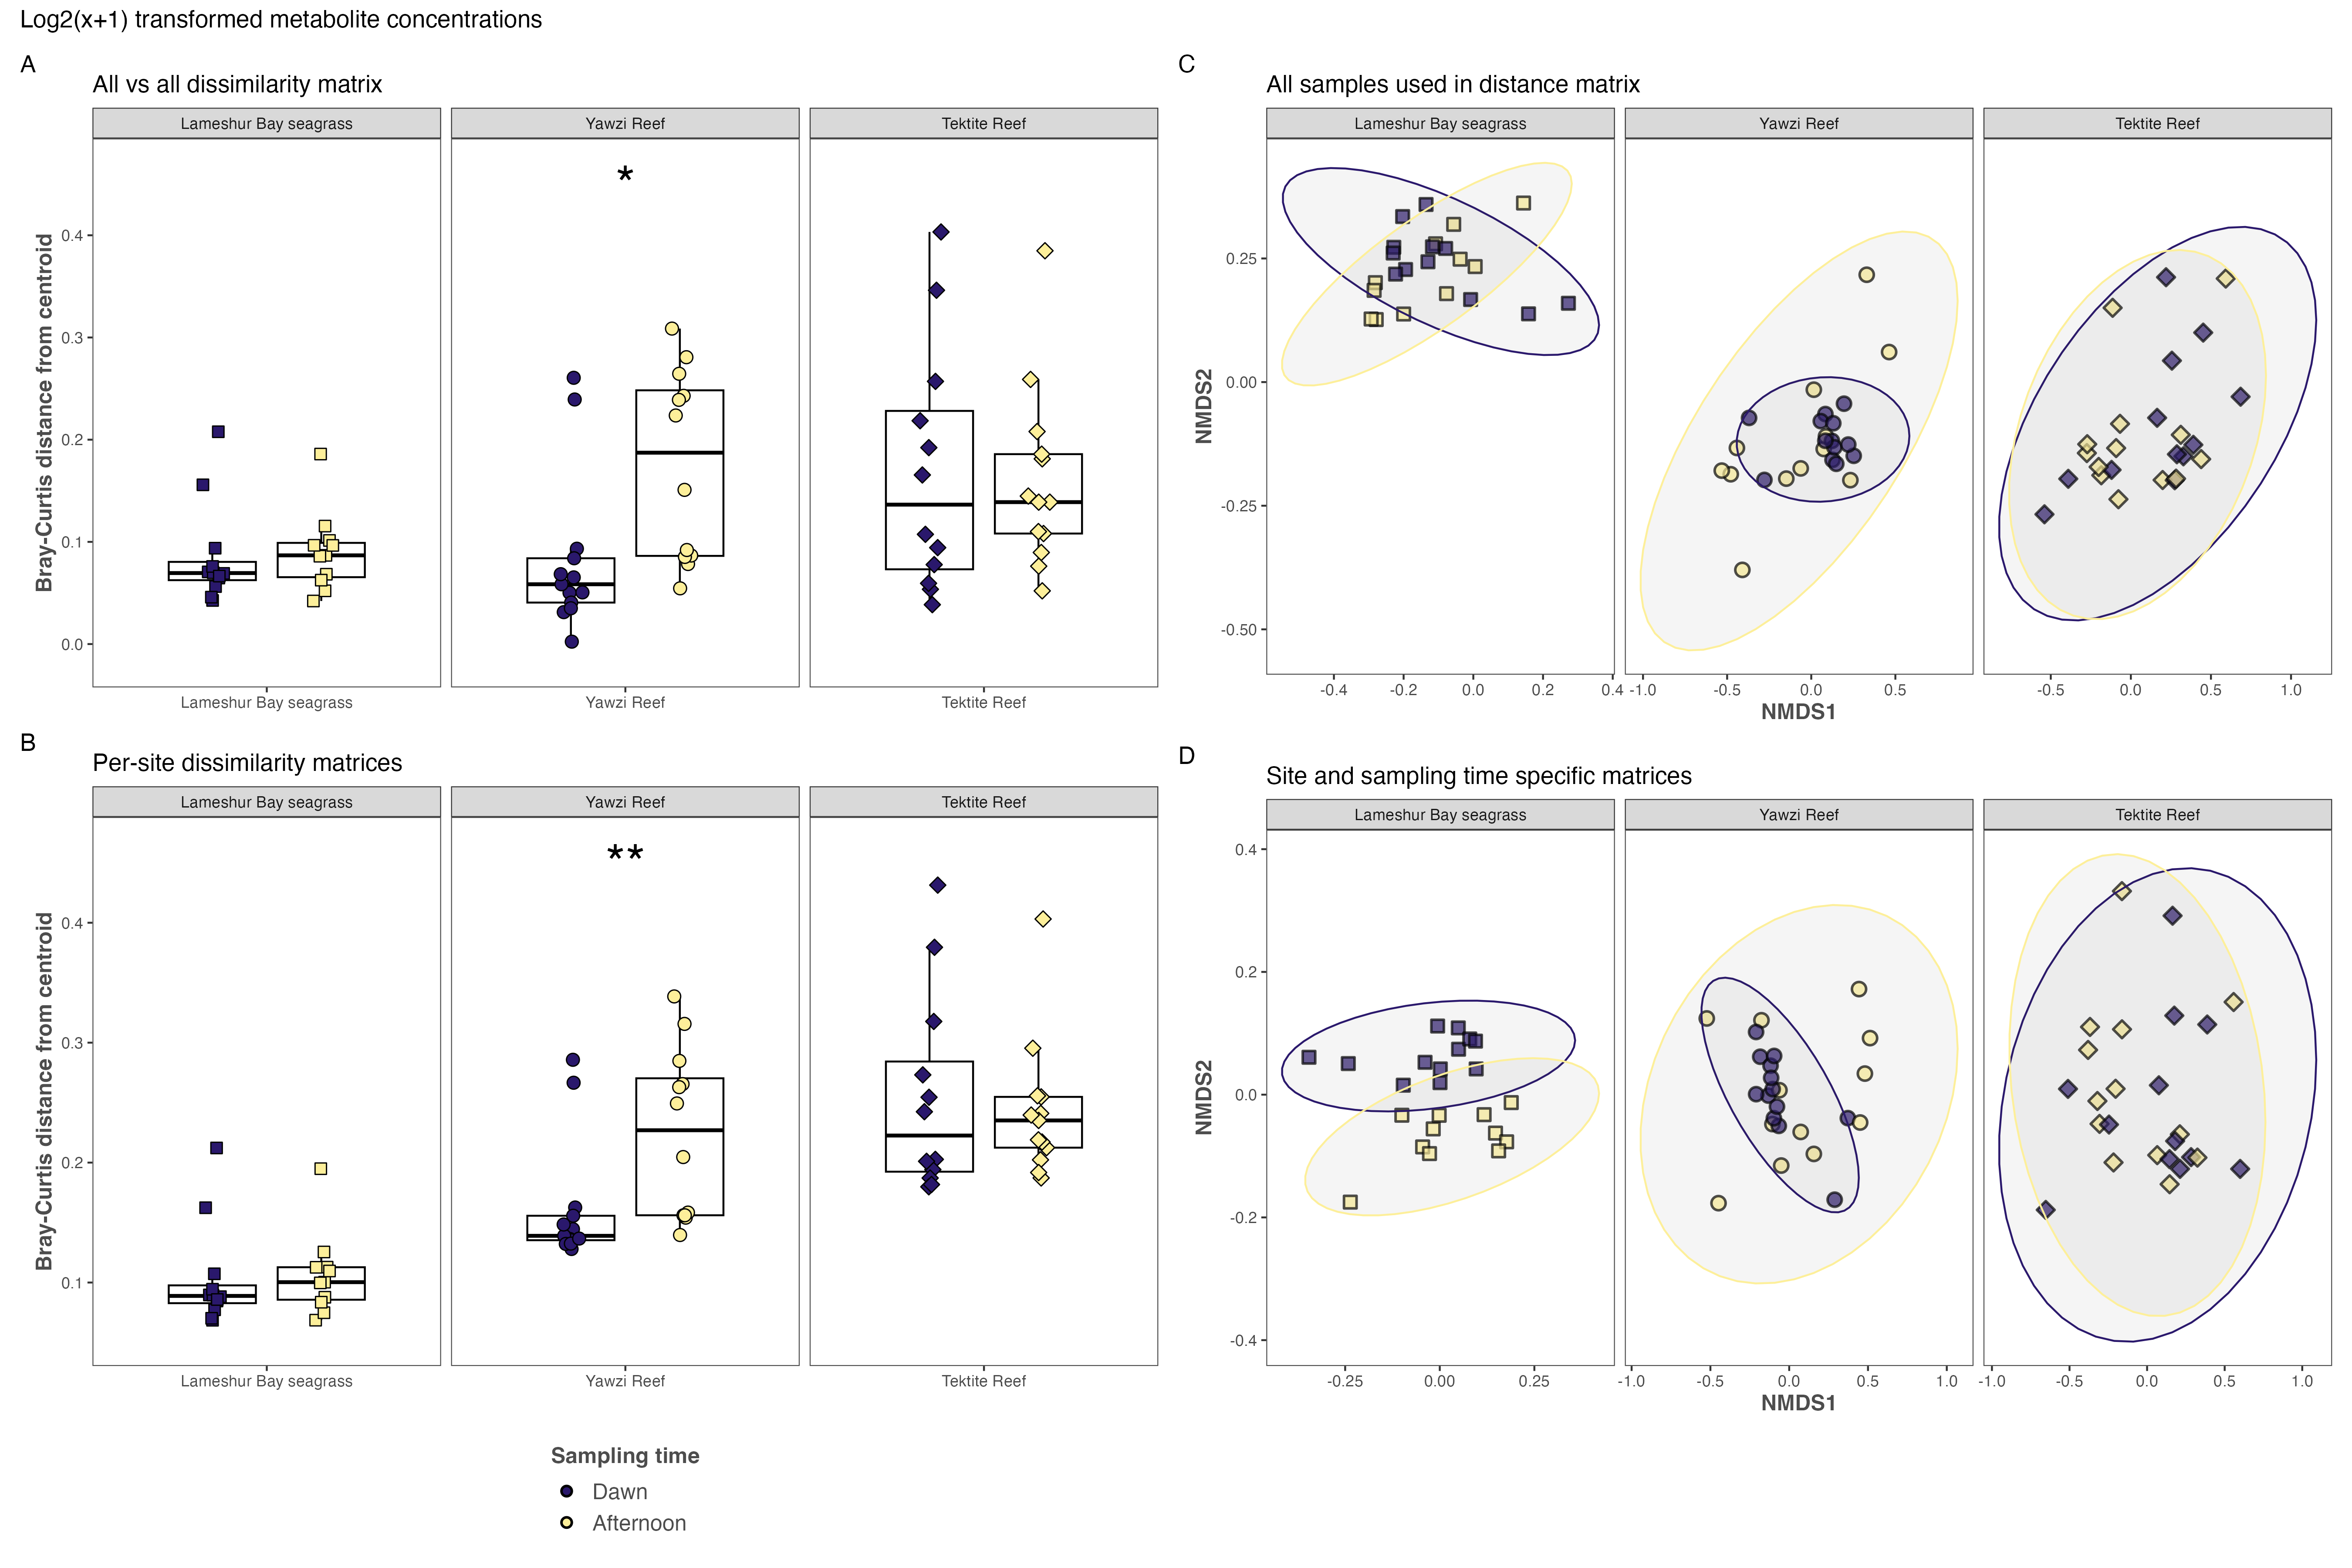 Log2(x+1) transformed metabolite concentrations
A
All vs all dissimilarity matrix
Lameshur Bay seagrass
Yawzi Reef
Tektite Reef
*
Bray-Curtis distance from centroid
0.4
0.3
0.2
0.1
0.0
Lameshur Bay seagrass
Yawzi Reef
Tektite Reef
B
Per-site dissimilarity matrices
Lameshur Bay seagrass
Yawzi Reef
Tektite Reef
**
Bray-Curtis distance from centroid
0.4
0.3
0.2
0.1
Lameshur Bay seagrass
Yawzi Reef
Tektite Reef
Sampling time
Dawn
Afternoon
C
All samples used in distance matrix
Lameshur Bay seagrass
Yawzi Reef
Tektite Reef
NMDS2
0.25
0.00
-0.25
-0.50
-0.4 -0.2 0.0 0.2 0.4
-1.0 -0.5 0.0 0.5
-0.5 0.0 0.5 1.0
NMDS1
D
Site and sampling time specific matrices
Lameshur Bay seagrass
Yawzi Reef
Tektite Reef
NMDS2
0.4
0.2
0.0
-0.2
-0.4
-0.25 0.00 0.25
-1.0 -0.5 0.0 0.5 1.0
-1.0 -0.5 0.0 0.5 1.0
NMDS1